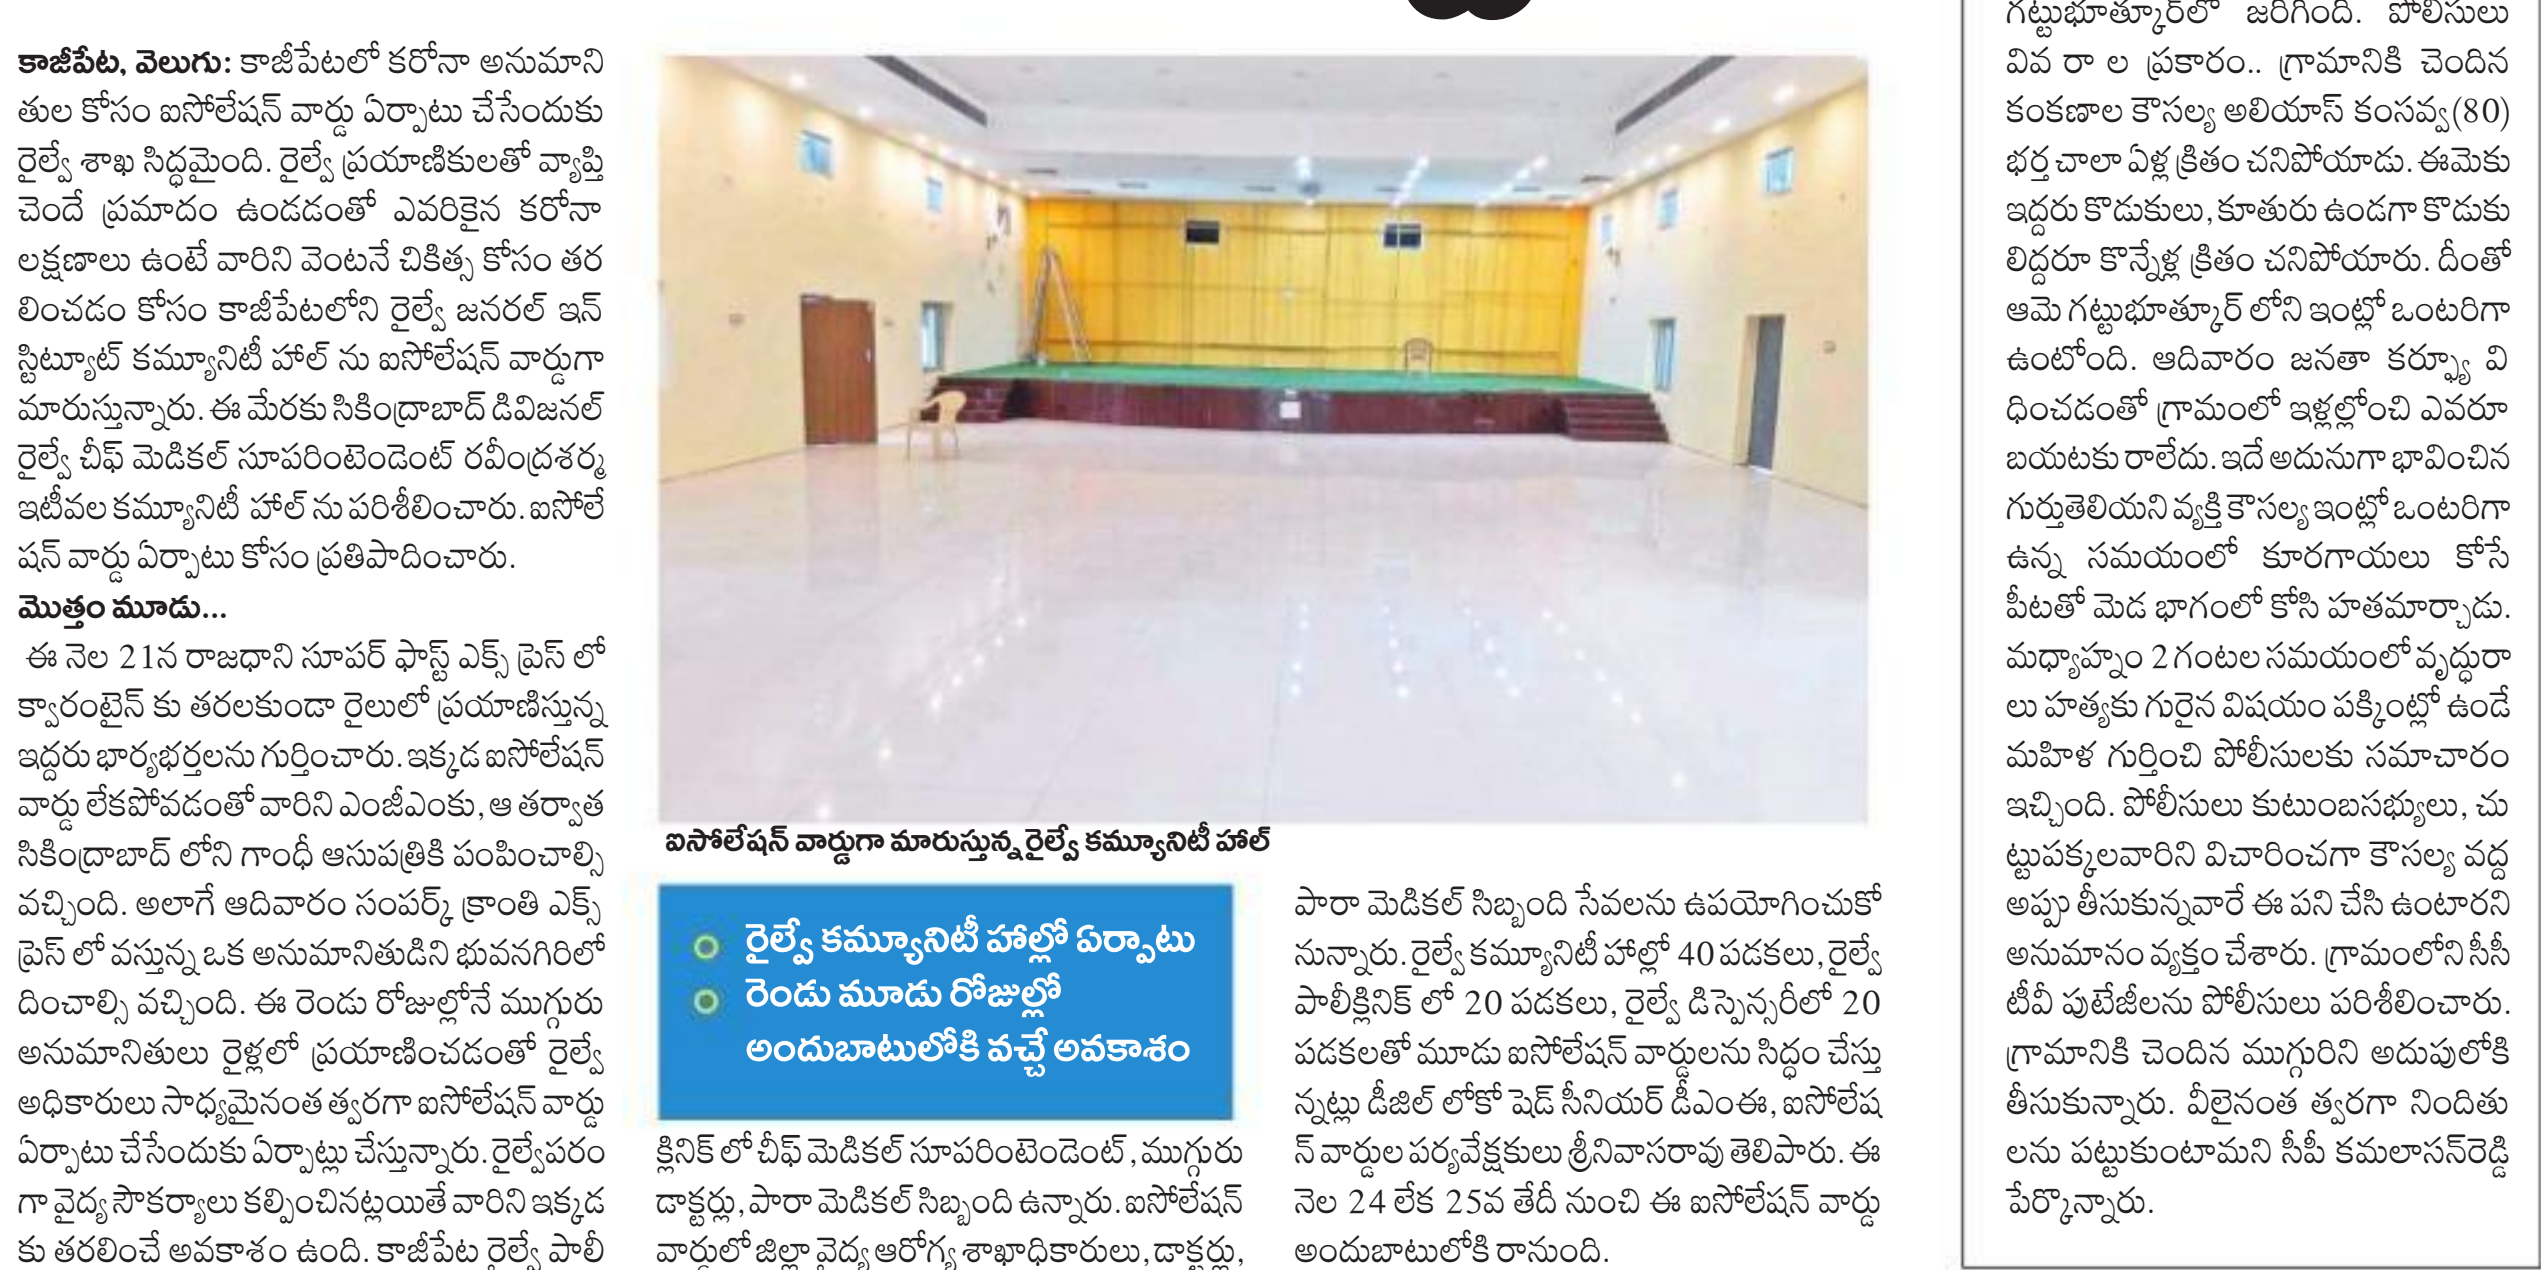 కాజీపేట, వెలుగు: కాజీపేటలో కరోనా అనుమాని
తుల కోసం ఐసోలేషన్ వార్డు ఏర్పాటు చేసేందుకు
రైల్వే శాఖ సిద్ధమైంది. రైల్వే ప్రయాణికులతో వ్యాప్తి
చెందే ప్రమాదం ఉండడంతో ఎవరికైన కరోనా
లక్షణాలు ఉంటే వారిని వెంటనే చికిత్స కోసం తర
లించడం కోసం కాజీపేటలోని రైల్వే జనరల్ ఇన్
స్టిట్యూట్ కమ్యూనిటీ హాల్ ను ఐసోలేషన్ వార్డుగా
మారుస్తున్నారు. ఈ మేరకు సికింద్రాబాద్ డివిజనల్
రైల్వే చీఫ్ మెడికల్ సూపరింటెండెంట్ రవీంద్రశర్మ
ఇటీవల కమ్యూనిటీ హాల్ ను పరిశీలించారు. ఐసోలే
షన్ వార్డు ఏర్పాటు కోసం ప్రతిపాదించారు.
మొత్తం మూడు...
ఈ నెల 21న రాజధాని సూపర్ ఫాస్ట్ ఎక్స్ ప్రెస్ లో
క్వారంటైన్ కు తరలకుండా రైలులో ప్రయాణిస్తున్న
ఇద్దరు భార్యభర్తలను గుర్తించారు. ఇక్కడ ఐసోలేషన్
వార్డు లేకపోవడంతో వారిని ఎంజీఎంకు, ఆ తర్వాత
సికింద్రాబాద్ లోని గాంధీ ఆసుపత్రికి పంపించాల్సి
వచ్చింది. అలాగే ఆదివారం సంపర్క్ క్రాంతి ఎక్స్
ప్రెస్ లో వస్తున్న ఒక అనుమానితుడిని భువనగిరిలో
దించాల్సి వచ్చింది. ఈ రెండు రోజుల్లోనే ముగ్గురు
అనుమానితులు రైళ్లలో ప్రయాణించడంతో రైల్వే
అధికారులు సాధ్యమైనంత త్వరగా ఐసోలేషన్ వార్డు
ఏర్పాటు చేసేందుకు ఏర్పాట్లు చేస్తున్నారు. రైల్వేపరం
గా వైద్య సౌకర్యాలు కల్పించినట్లయితే వారిని ఇక్కడ
కు తరలించే అవకాశం ఉంది. కాజీపేట రైల్వే పాలీ
ఐసోలేషన్ వార్డుగా మారుస్తున్న రైల్వే కమ్యూనిటీ హాల్
రైల్వే కమ్యూనిటీ హాల్లో ఏర్పాటు
రెండు మూడు రోజుల్లో
అందుబాటులోకి వచ్చే అవకాశం
క్లినిక్ లో చీఫ్ మెడికల్ సూపరింటెండెంట్ , ముగ్గురు
డాక్టర్లు, పారా మెడికల్ సిబ్బంది ఉన్నారు. ఐసోలేషన్
వార్డులో జిల్లా వైద్య ఆరోగ్య శాఖాధికారులు, డాక్టర్లు,
పారా మెడికల్ సిబ్బంది సేవలను ఉపయోగించుకో
నున్నారు. రైల్వే కమ్యూనిటీ హాల్లో 40 పడకలు, రైల్వే
పాలీక్లినిక్ లో 20 పడకలు, రైల్వే డిస్పెన్సరీలో 20
పడకలతో మూడు ఐసోలేషన్ వార్డులను సిద్ధం చేస్తు
న్నట్లు డీజిల్ లోకో షెడ్ సీనియర్ డీఎంఈ, ఐసోలేష
న్ వార్డుల పర్యవేక్షకులు శ్రీనివాసరావు తెలిపారు. ఈ
నెల 24 లేక 25వ తేదీ నుంచి ఈ ఐసోలేషన్ వార్డు
అందుబాటులోకి రానుంది.
గట్టుభూత్కూర్‌లో జరిగింది. పోలీసులు
వివ రా ల ప్రకారం.. గ్రామానికి చెందిన
కంకణాల కౌసల్య అలియాస్ కంసవ్వ(80)
భర్త చాలా ఏళ్ల క్రితం చనిపోయాడు. ఈమెకు
ఇద్దరు కొడుకులు, కూతురు ఉండగా కొడుకు
లిద్దరూ కొన్నేళ్ల క్రితం చనిపోయారు. దీంతో
ఆమె గట్టుభూత్కూర్ లోని ఇంట్లో ఒంటరిగా
ఉంటోంది. ఆదివారం జనతా కర్ఫ్యూ వి
ధించడంతో గ్రామంలో ఇళ్లల్లోంచి ఎవరూ
బయటకు రాలేదు. ఇదే అదునుగా భావించిన
గుర్తుతెలియని వ్యక్తి కౌసల్య ఇంట్లో ఒంటరిగా
ఉన్న సమయంలో కూరగాయలు కోసే
పీటతో మెడ భాగంలో కోసి హతమార్చాడు.
మధ్యాహ్నం 2 గంటల సమయంలో వృద్ధురా
లు హత్యకు గురైన విషయం పక్కింట్లో ఉండే
మహిళ గుర్తించి పోలీసులకు సమాచారం
ఇచ్చింది. పోలీసులు కుటుంబసభ్యులు, చు
ట్టుపక్కలవారిని విచారించగా కౌసల్య వద్ద
అప్పు తీసుకున్నవారే ఈ పని చేసి ఉంటారని
అనుమానం వ్యక్తం చేశారు. గ్రామంలోని సీసీ
టీవీ పుటేజీలను పోలీసులు పరిశీలించారు.
గ్రామానికి చెందిన ముగ్గురిని అదుపులోకి
తీసుకున్నారు. వీలైనంత త్వరగా నిందితు
లను పట్టుకుంటామని సీపీ కమలాసన్‌రెడ్డి
పేర్కొన్నారు.